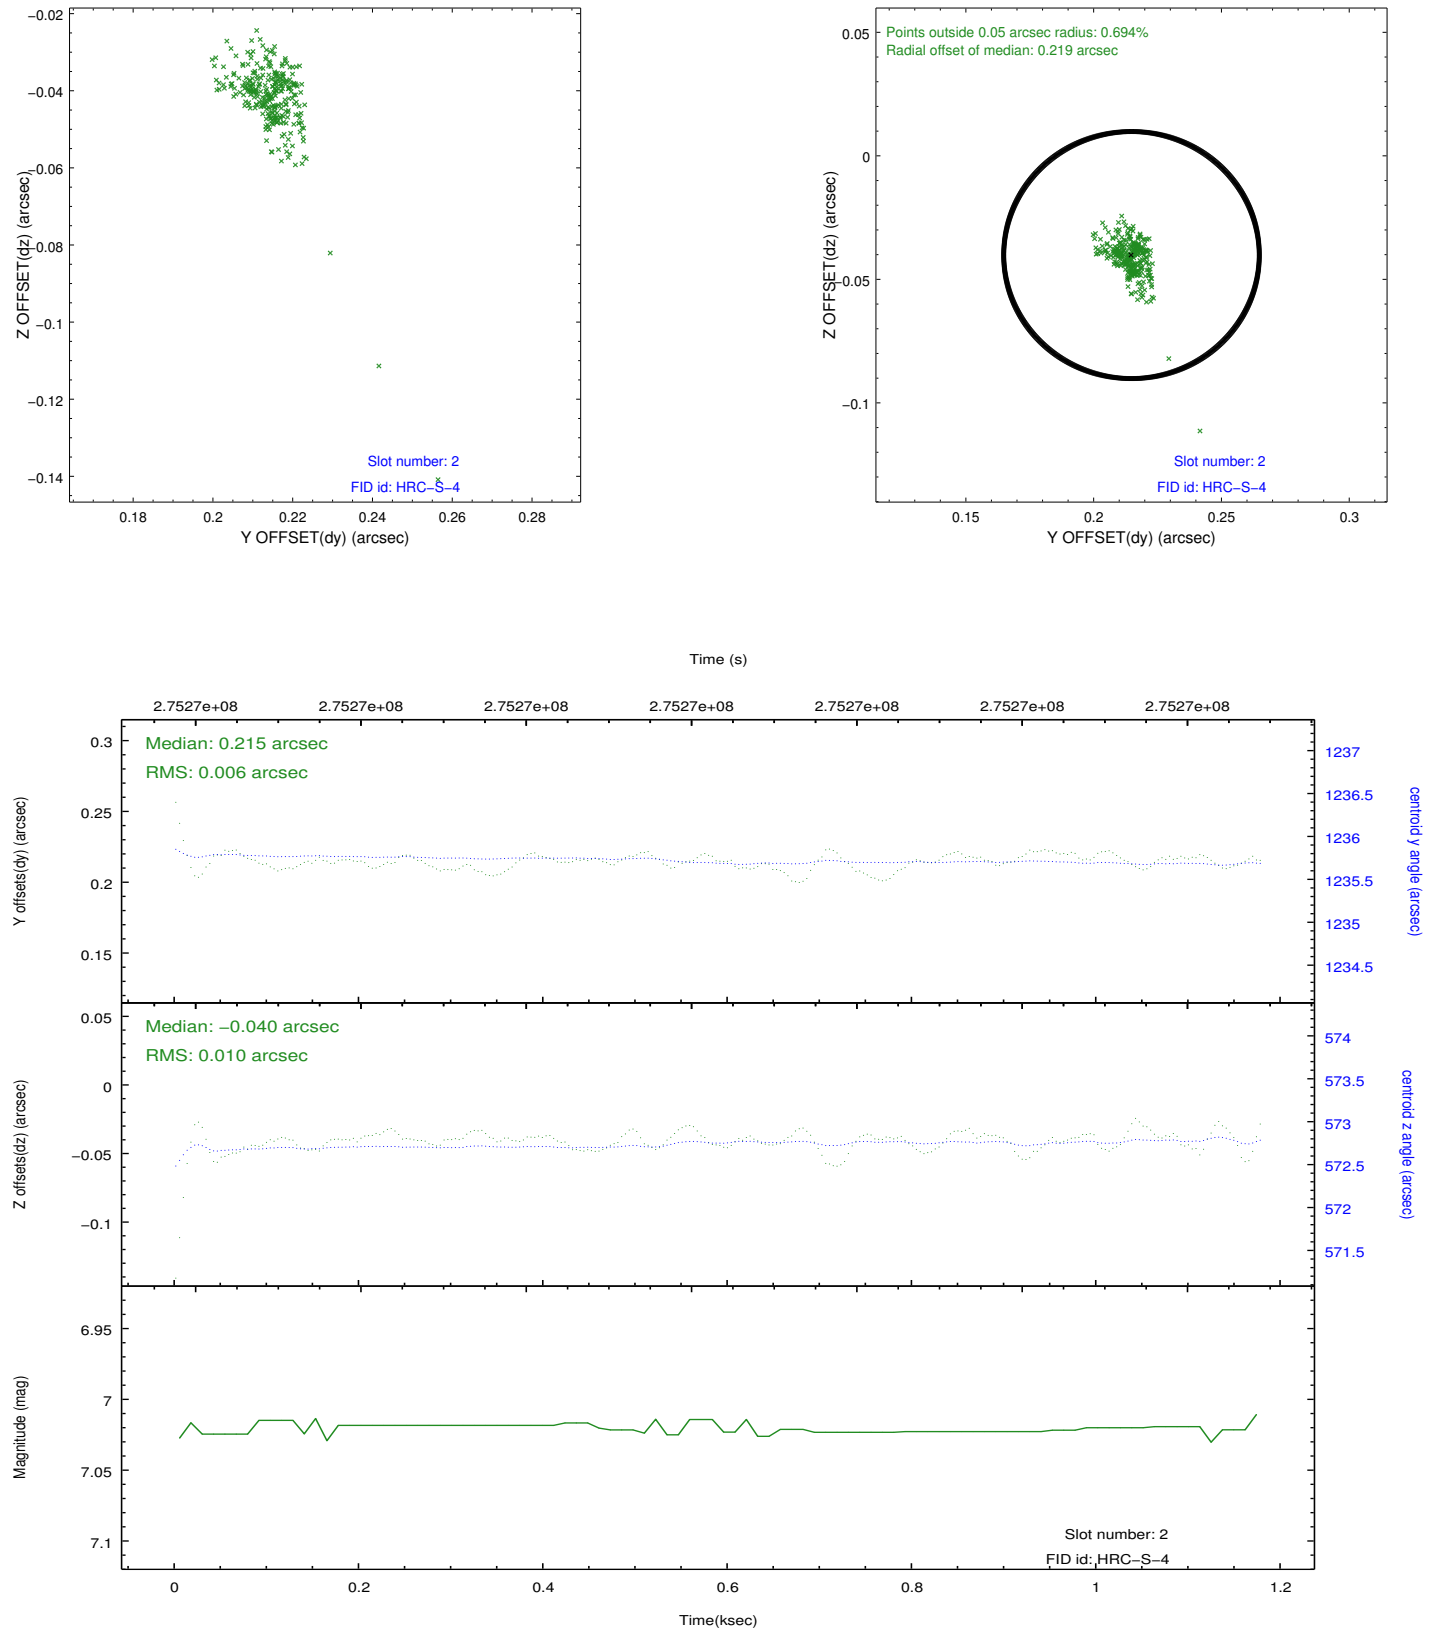 −0.02
−0.04
−0.06
−0.08
−0.1
−0.12
−0.14
Z OFFSET(dz) (arcsec)
Slot number: 2
FID id: HRC−S−4
0.18
0.2
0.22
0.24
0.26
0.28
Y OFFSET(dy) (arcsec)
Points outside 0.05 arcsec radius: 0.694%
Radial offset of median: 0.219 arcsec
0.05
0
−0.05
−0.1
Z OFFSET(dz) (arcsec)
Slot number: 2
FID id: HRC−S−4
0.15
0.2
0.25
0.3
Y OFFSET(dy) (arcsec)
Time (s)
2.7527e+08
2.7527e+08
2.7527e+08
2.7527e+08
2.7527e+08
2.7527e+08
2.7527e+08
Median: 0.215 arcsec
RMS: 0.006 arcsec
0.3
0.25
0.2
0.15
Y offsets(dy) (arcsec)
1237
1236.5
1236
1235.5
1235
1234.5
centroid y angle (arcsec)
Median: −0.040 arcsec
RMS: 0.010 arcsec
0.05
0
−0.05
−0.1
Z offsets(dz) (arcsec)
574
573.5
573
572.5
572
571.5
centroid z angle (arcsec)
6.95
7
7.05
7.1
Magnitude (mag)
Slot number: 2
FID id: HRC−S−4
0
0.2
0.4
0.6
0.8
1
1.2
Time(ksec)